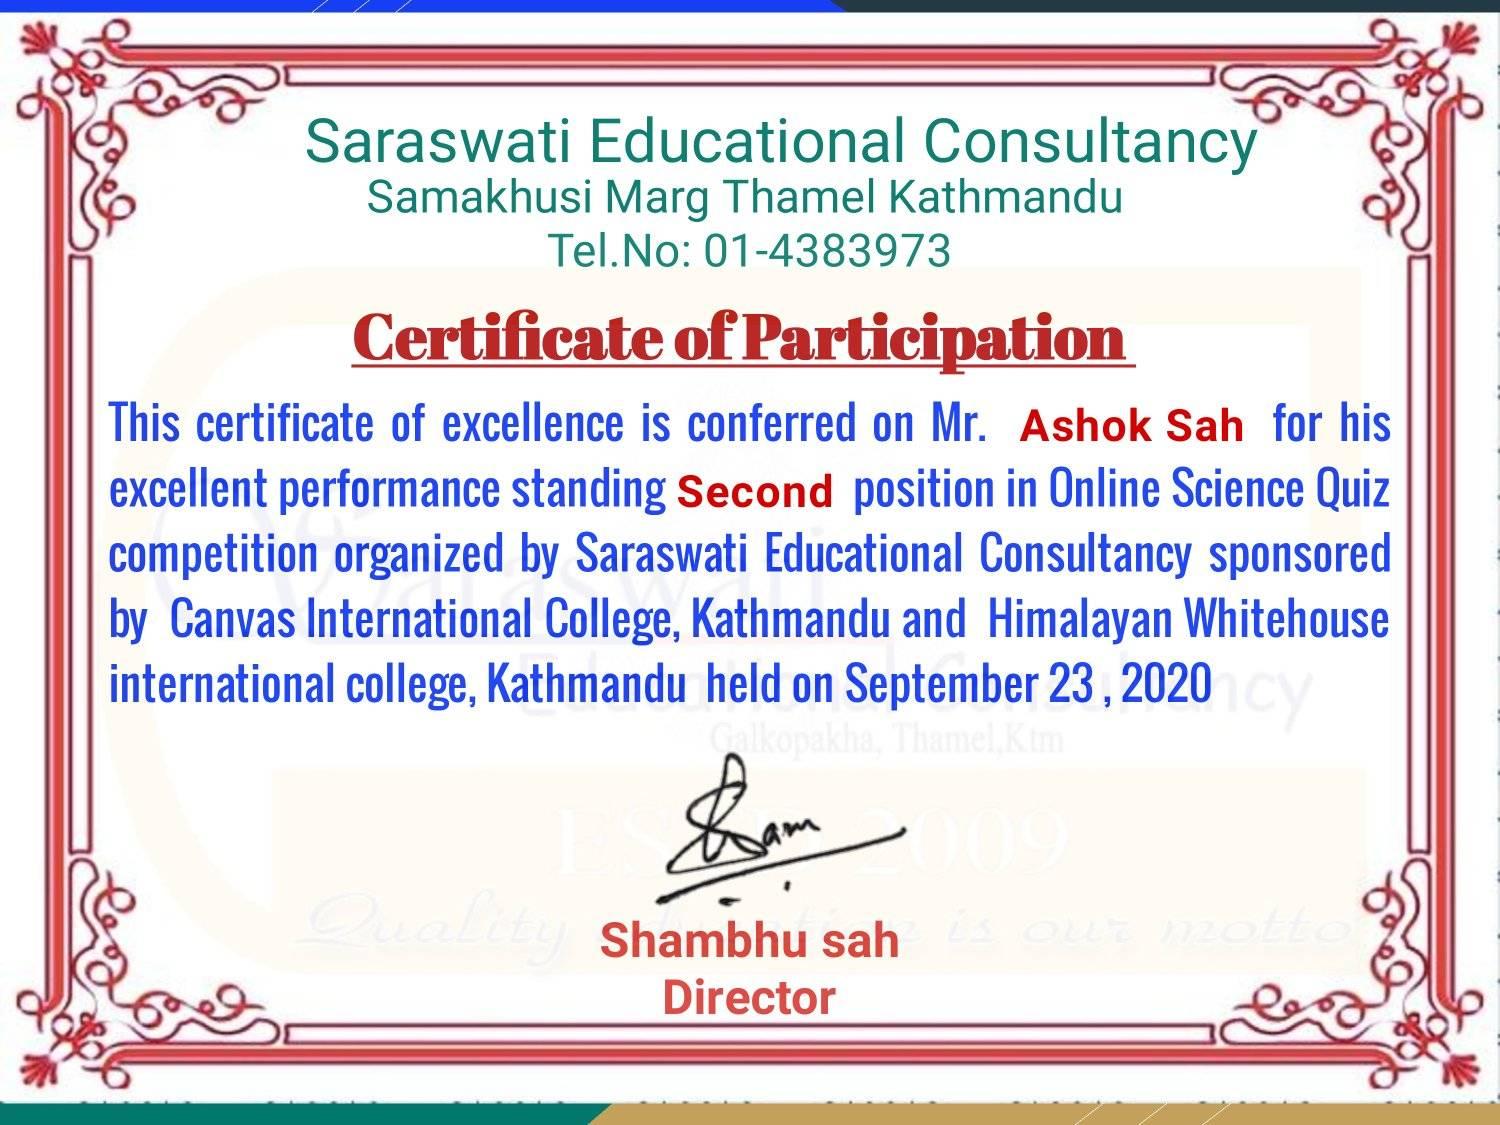 Saraswati Educational Consultancy
Samakhusi Marg Thamel Kathmandu
Tel.No: 01-4383973
Certificate of Participation
This certificate of excellence is conferred on Mr. Ashok Sah for his
excellent performance standing Second position in Online Science Quiz
competition organized by Saraswati Educational Consultancy sponsored
by Canvas International College, Kathmandu and Himalayan Whitehouse
international college, Kathmandu held on September 23 , 2020
Saraswati
Educational Consultancy
Galkopakha, Thamel,Ktm
2009
Quality education is our motto
Shambhu sah
Director